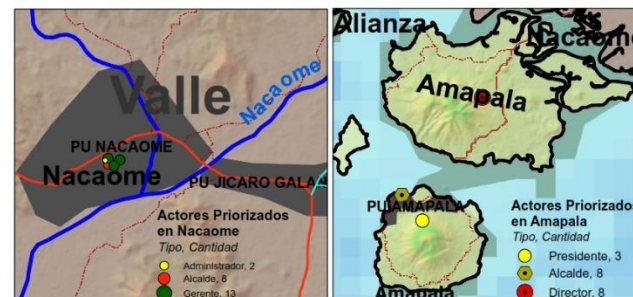 Valle
Nacaome
PU NACAOME
Nacaome
PU JICARO GALAN
Actores Priorizados
en Nacaome
Tipo, Cantidad
Administrador, 2
Alcalde, 8
Gerente, 13
Alianza
Nacaome
Amapala
PU AMAPALA
Actores Priorizados
en Amapala
Tipo, Cantidad
Presidente, 3
Alcalde, 8
Director, 8
Amapala